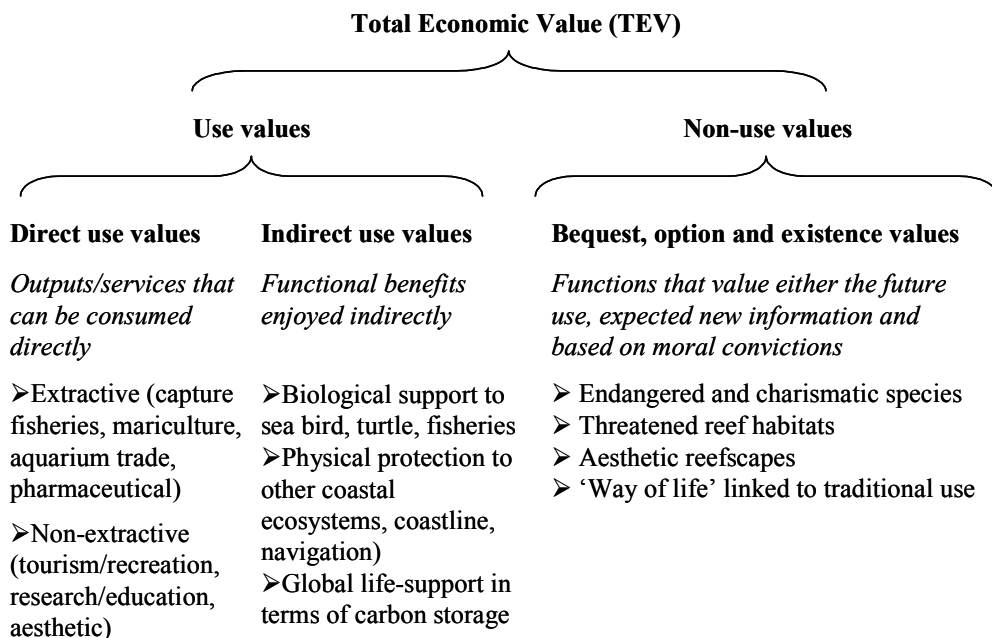 Total Economic Value (TEV)
Use values
Non-use values
Direct use values
Outputs/services that
can be consumed
directly
➢Extractive (capture
fisheries, mariculture,
aquarium trade,
pharmaceutical)
➢Non-extractive
(tourism/recreation,
research/education,
aesthetic)
Indirect use values
Functional benefits
enjoyed indirectly
➢Biological support to
sea bird, turtle, fisheries
➢Physical protection to
other coastal
ecosystems, coastline,
navigation)
➢Global life-support in
terms of carbon storage
Bequest, option and existence values
Functions that value either the future
use, expected new information and
based on moral convictions
➢ Endangered and charismatic species
➢ Threatened reef habitats
➢ Aesthetic reefscapes
➢ ‘Way of life’ linked to traditional use